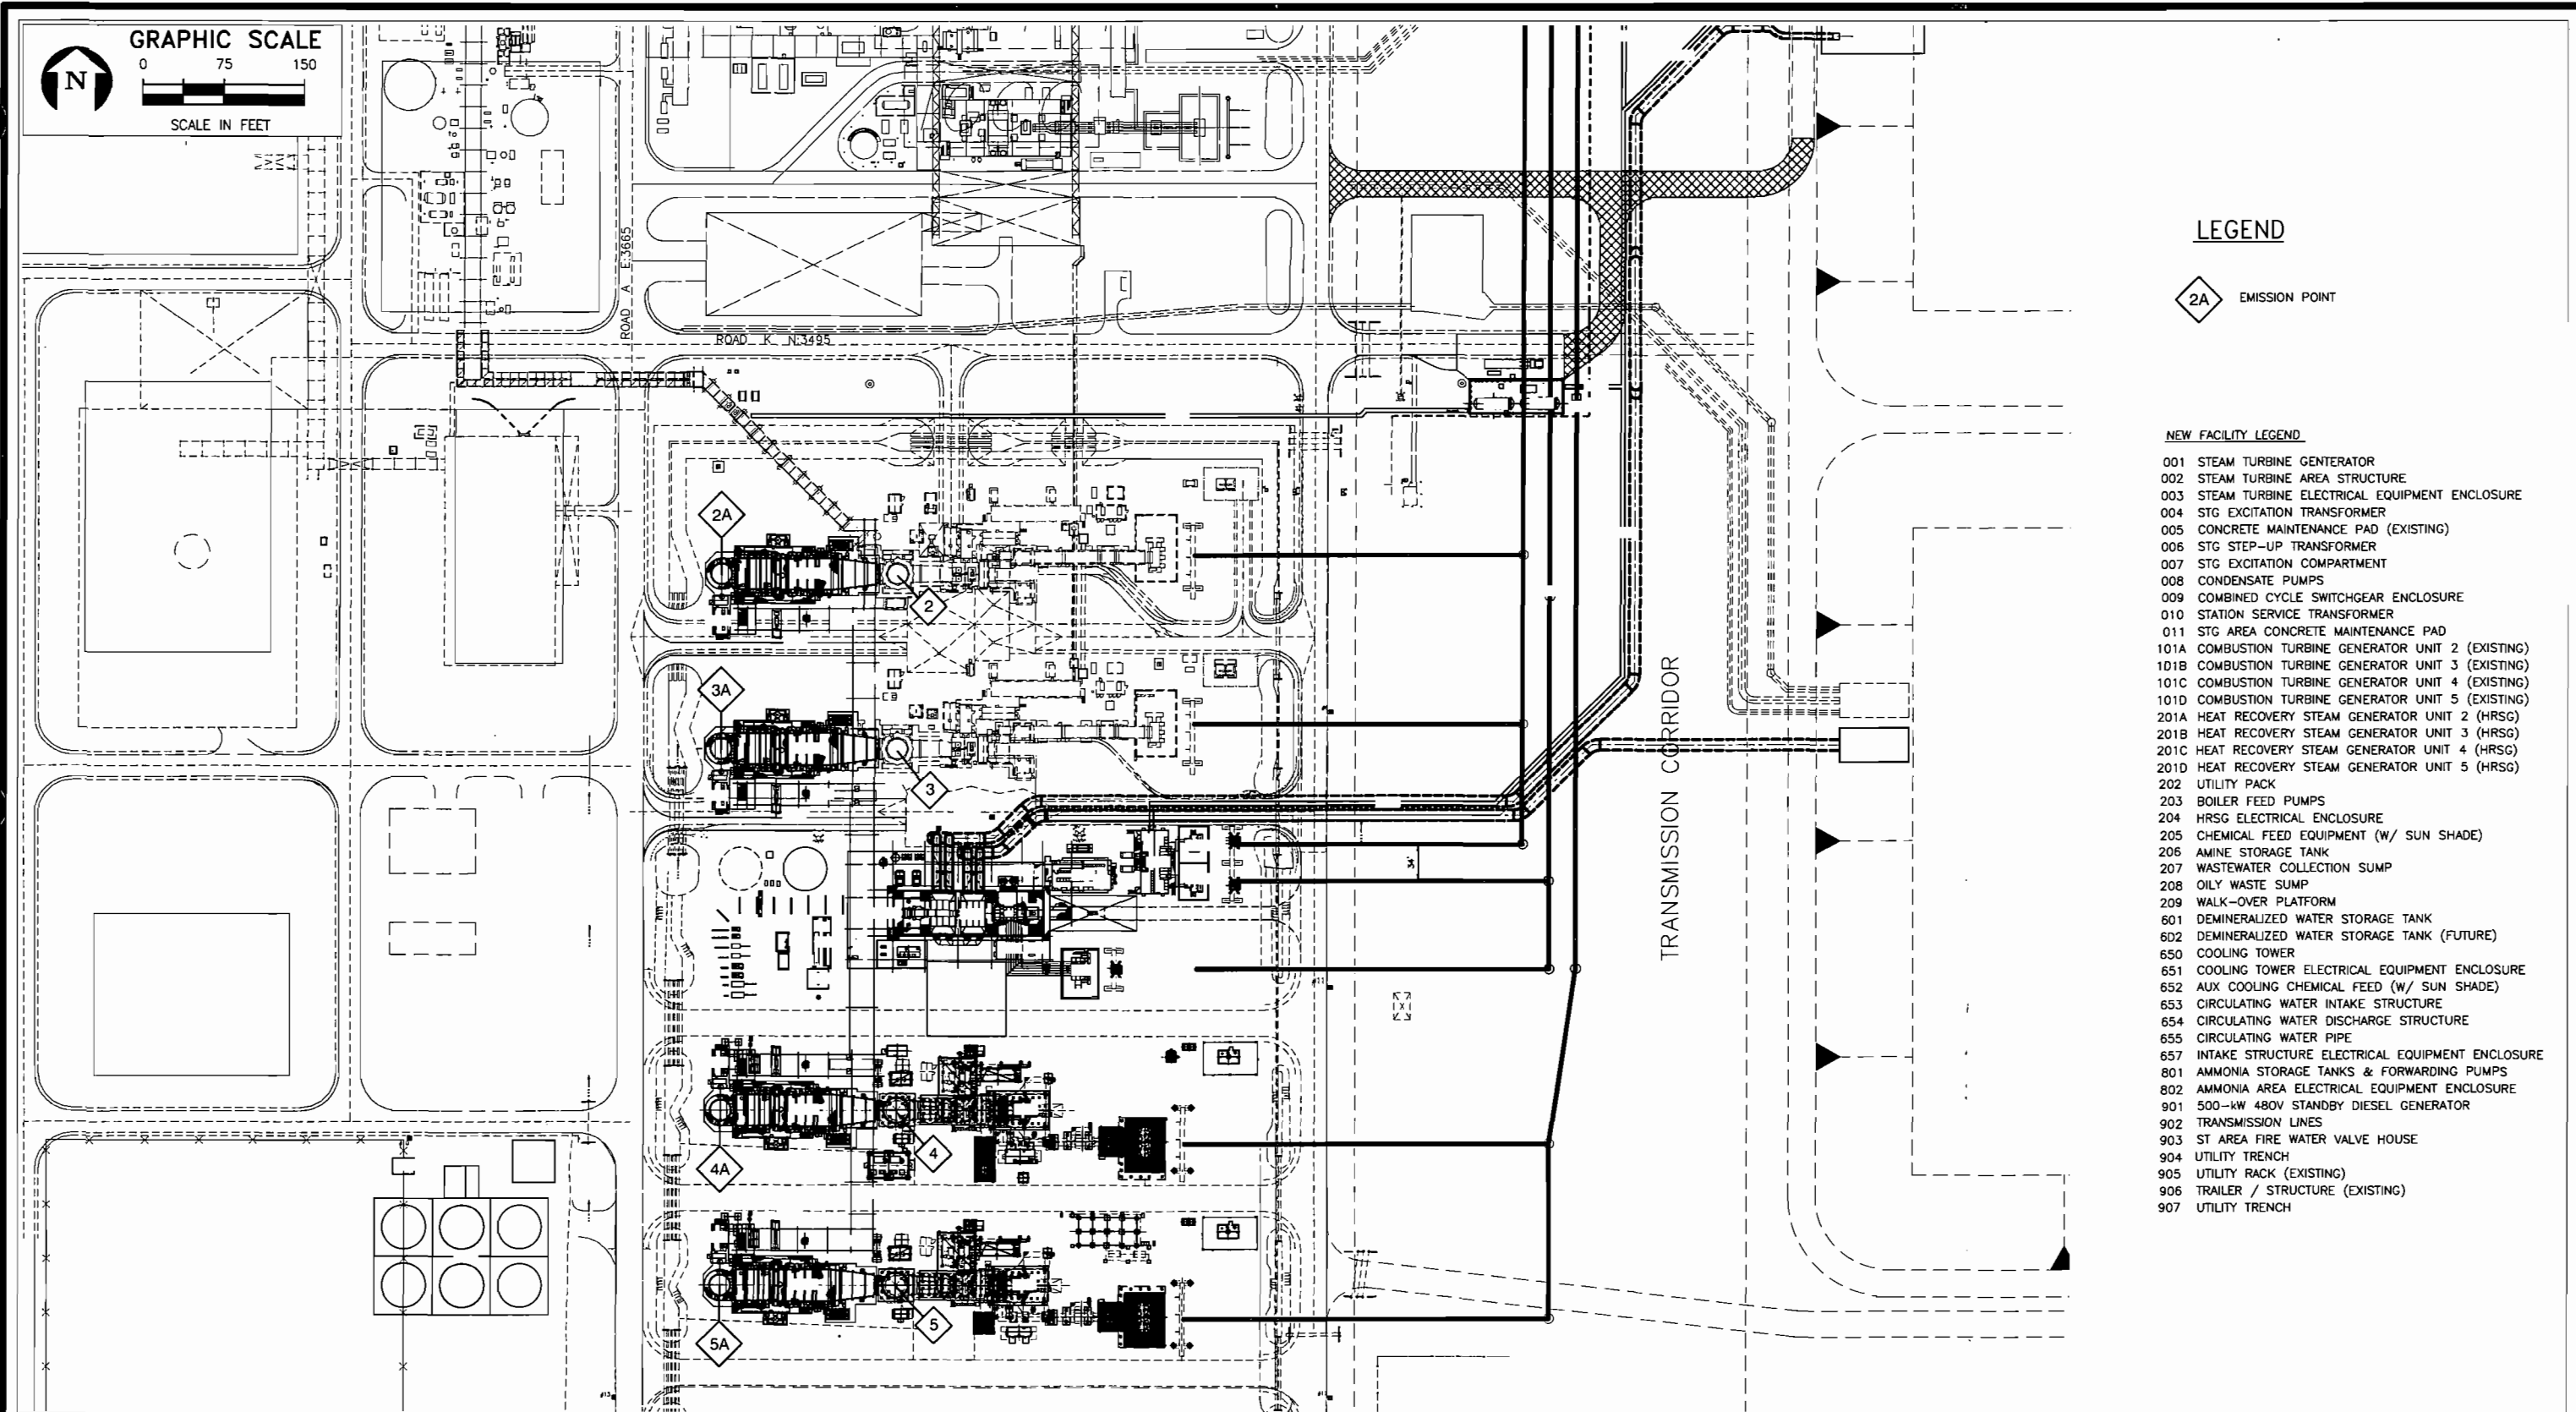 GRAPHIC SCALE
0 75 150
N
SCALE IN FEET
ROAD A E:3665
ROAD K N:3495
2A
2
3A
3
34'
TRANSMISSION CORRIDOR
4A
4
5A
5
LEGEND
2A EMISSION POINT
NEW FACILITY LEGEND
001 STEAM TURBINE GENTERATOR
002 STEAM TURBINE AREA STRUCTURE
003 STEAM TURBINE ELECTRICAL EQUIPMENT ENCLOSURE
004 STG EXCITATION TRANSFORMER
005 CONCRETE MAINTENANCE PAD (EXISTING)
006 STG STEP-UP TRANSFORMER
007 STG EXCITATION COMPARTMENT
008 CONDENSATE PUMPS
009 COMBINED CYCLE SWITCHGEAR ENCLOSURE
010 STATION SERVICE TRANSFORMER
011 STG AREA CONCRETE MAINTENANCE PAD
101A COMBUSTION TURBINE GENERATOR UNIT 2 (EXISTING)
101B COMBUSTION TURBINE GENERATOR UNIT 3 (EXISTING)
101C COMBUSTION TURBINE GENERATOR UNIT 4 (EXISTING)
101D COMBUSTION TURBINE GENERATOR UNIT 5 (EXISTING)
201A HEAT RECOVERY STEAM GENERATOR UNIT 2 (HRSG)
201B HEAT RECOVERY STEAM GENERATOR UNIT 3 (HRSG)
201C HEAT RECOVERY STEAM GENERATOR UNIT 4 (HRSG)
201D HEAT RECOVERY STEAM GENERATOR UNIT 5 (HRSG)
202 UTILITY PACK
203 BOILER FEED PUMPS
204 HRSG ELECTRICAL ENCLOSURE
205 CHEMICAL FEED EQUIPMENT (W/ SUN SHADE)
206 AMINE STORAGE TANK
207 WASTEWATER COLLECTION SUMP
208 OILY WASTE SUMP
209 WALK-OVER PLATFORM
601 DEMINERALIZED WATER STORAGE TANK
602 DEMINERALIZED WATER STORAGE TANK (FUTURE)
650 COOLING TOWER
651 COOLING TOWER ELECTRICAL EQUIPMENT ENCLOSURE
652 AUX COOLING CHEMICAL FEED (W/ SUN SHADE)
653 CIRCULATING WATER INTAKE STRUCTURE
654 CIRCULATING WATER DISCHARGE STRUCTURE
655 CIRCULATING WATER PIPE
657 INTAKE STRUCTURE ELECTRICAL EQUIPMENT ENCLOSURE
801 AMMONIA STORAGE TANKS & FORWARDING PUMPS
802 AMMONIA AREA ELECTRICAL EQUIPMENT ENCLOSURE
901 500-kW 480V STANDBY DIESEL GENERATOR
902 TRANSMISSION LINES
903 ST AREA FIRE WATER VALVE HOUSE
904 UTILITY TRENCH
905 UTILITY RACK (EXISTING)
906 TRAILER / STRUCTURE (EXISTING)
907 UTILITY TRENCH